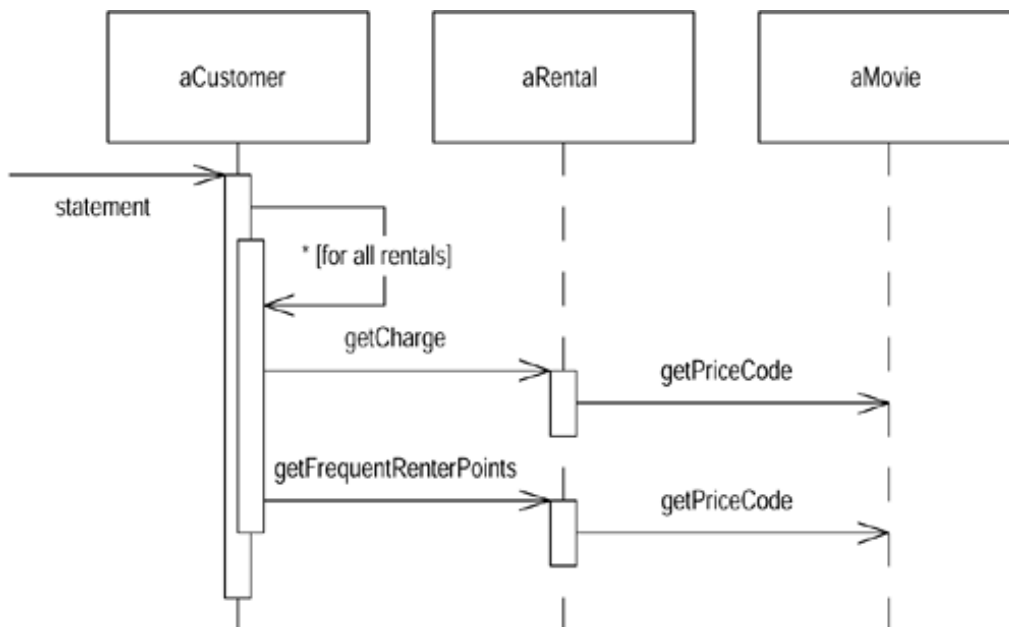 aCustomer
aRental
aMovie
statement
* [for all rentals]
getCharge
getPriceCode
getFrequentRenterPoints
getPriceCode